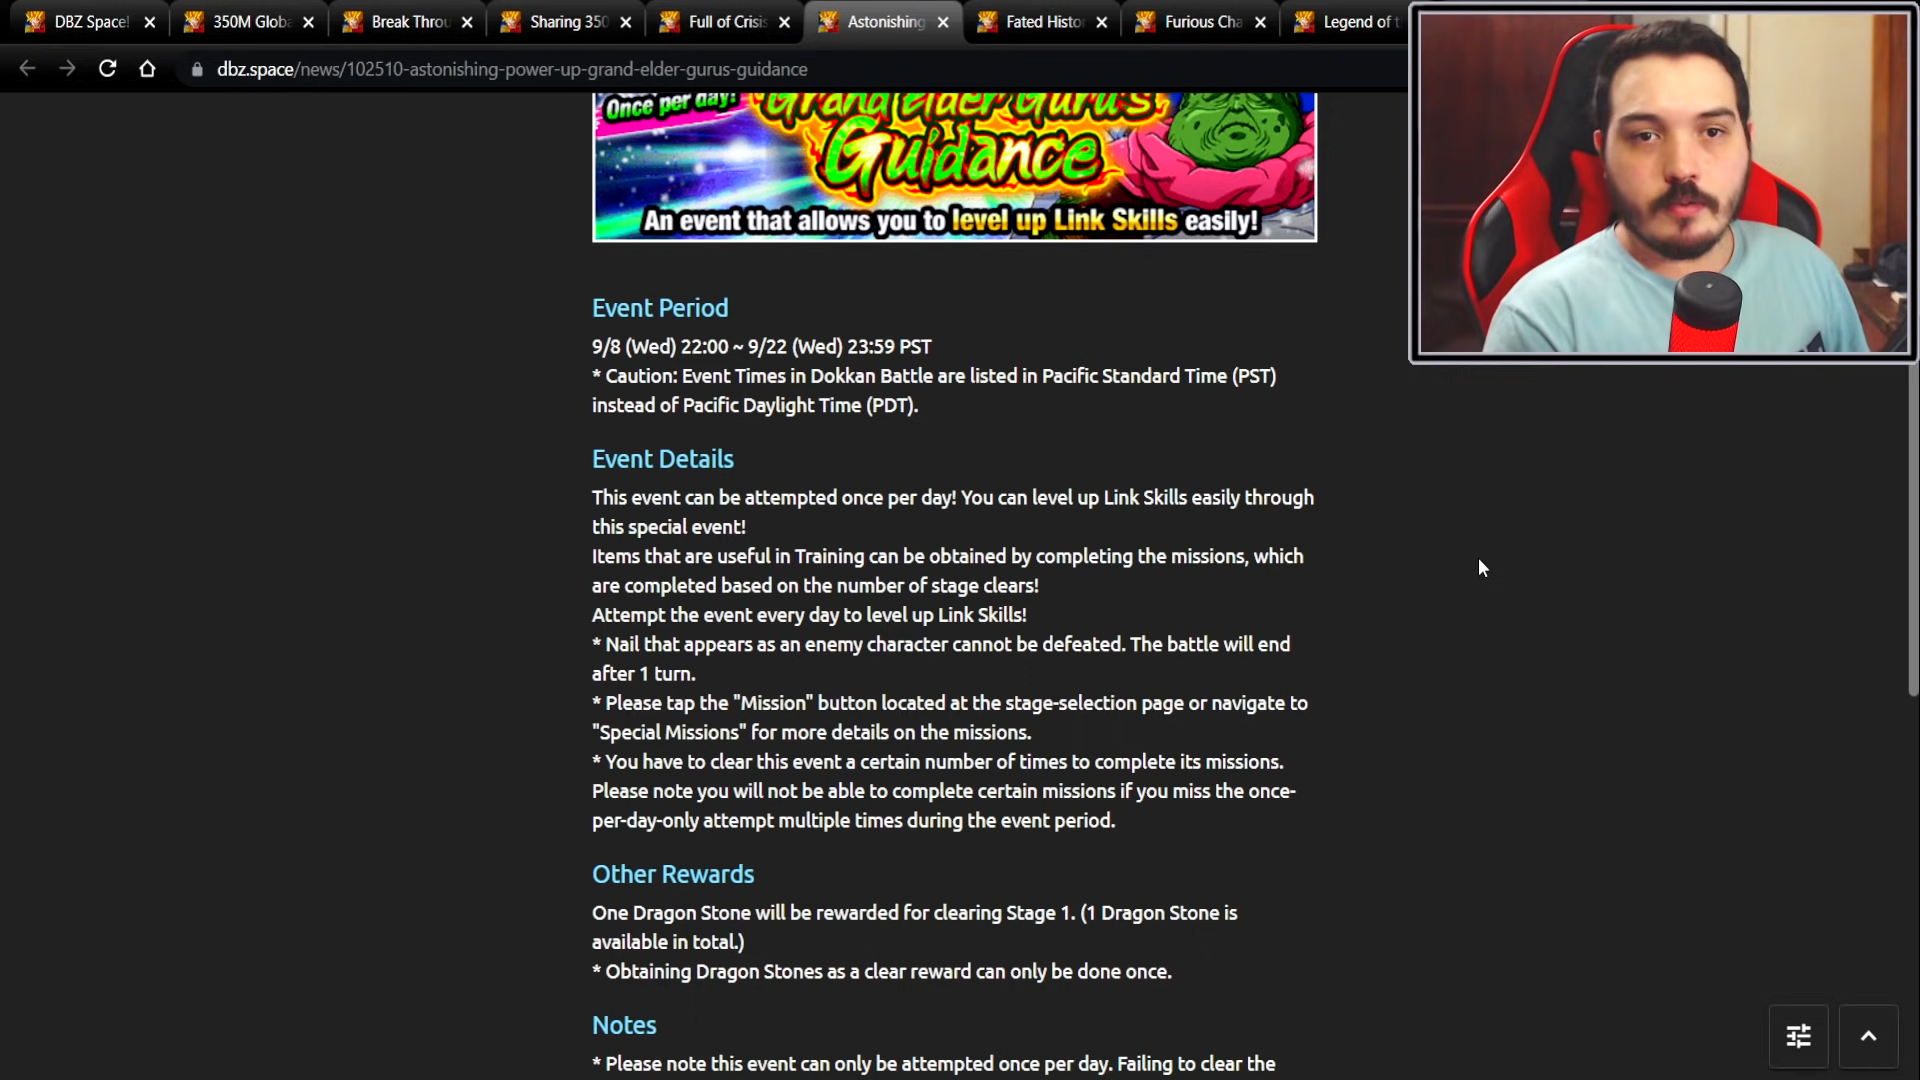 DBZ Space!
350M Globa
Break Throu
Sharing 350
Full of Crisis
Astonishing
Fated Histo
Furious Cha
Legend of t
dbz.space/news/102510-astonishing-power-up-grand-elder-gurus-guidance
Once per day!
Grand Elder Guru's
Guidance
An event that allows you to level up Link Skills easily!
Event Period
9/8 (Wed) 22:00 ~ 9/22 (Wed) 23:59 PST
* Caution: Event Times in Dokkan Battle are listed in Pacific Standard Time (PST)
instead of Pacific Daylight Time (PDT).
Event Details
This event can be attempted once per day! You can level up Link Skills easily through
this special event!
Items that are useful in Training can be obtained by completing the missions, which
are completed based on the number of stage clears!
Attempt the event every day to level up Link Skills!
* Nail that appears as an enemy character cannot be defeated. The battle will end
after 1 turn.
* Please tap the "Mission" button located at the stage-selection page or navigate to
"Special Missions" for more details on the missions.
* You have to clear this event a certain number of times to complete its missions.
Please note you will not be able to complete certain missions if you miss the once-
per-day-only attempt multiple times during the event period.
Other Rewards
One Dragon Stone will be rewarded for clearing Stage 1. (1 Dragon Stone is
available in total.)
* Obtaining Dragon Stones as a clear reward can only be done once.
Notes
* Please note this event can only be attempted once per day. Failing to clear the